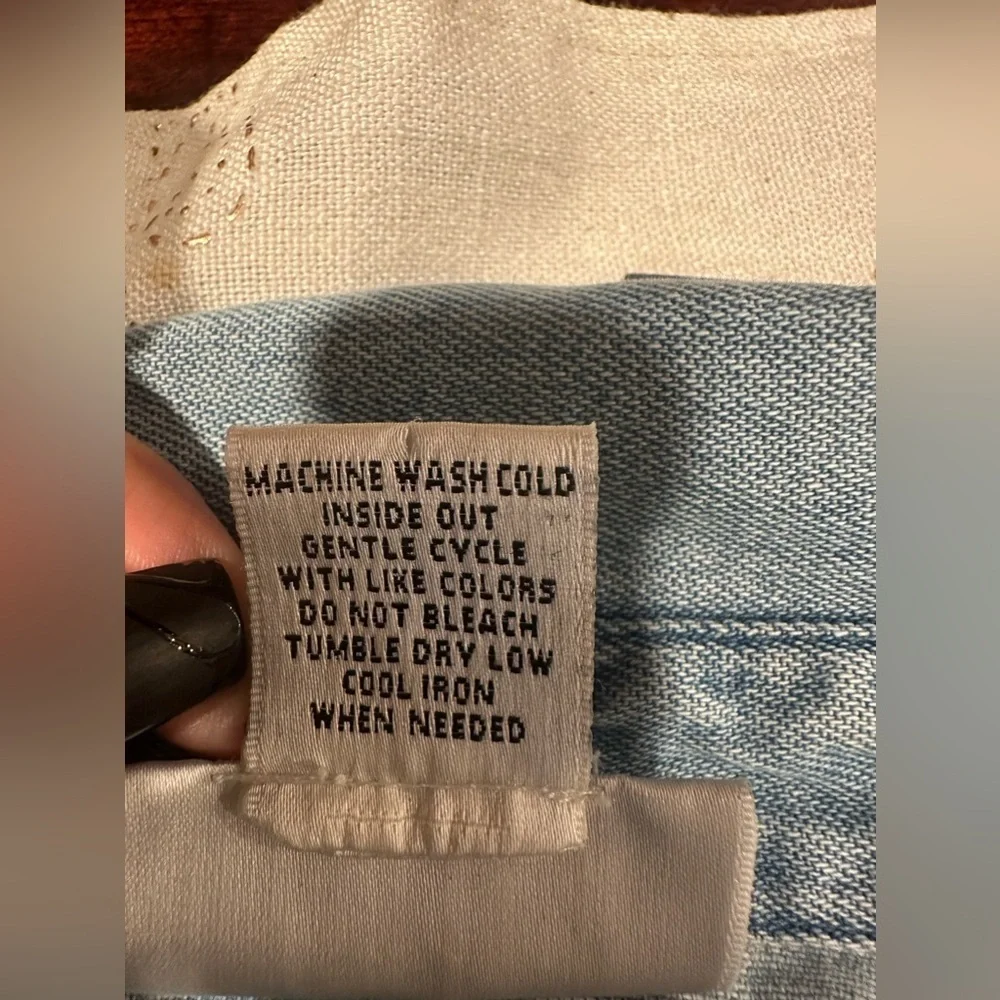 MACHINE WASH COLD
INSIDE OUT
GENTLE CYCLE
WITH LIKE COLORS
DO NOT BLEACH
TUMBLE DRY LOW
COOL IRON
WHEN NEEDED